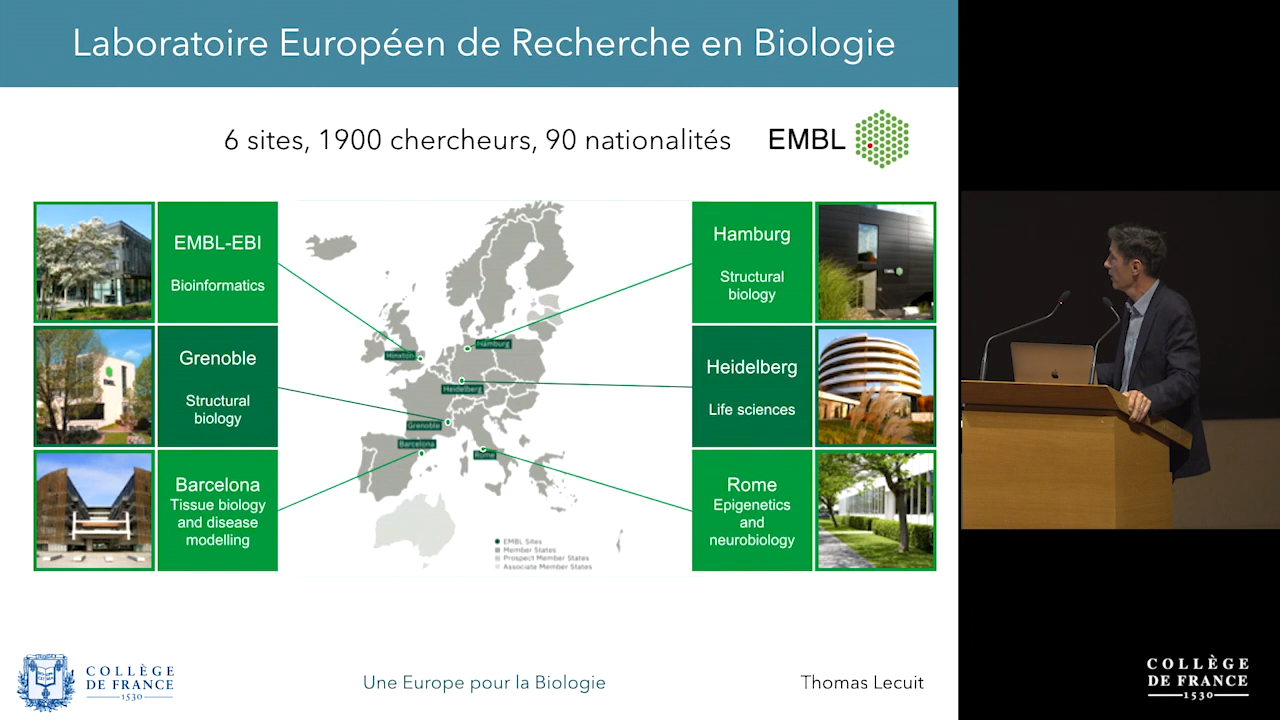 Laboratoire Européen de Recherche en Biologie
6 sites, 1900 chercheurs, 90 nationalités
EMBL
EMBL-EBI
Bioinformatics
Grenoble
Structural
biology
Barcelona
Tissue biology
and disease
modelling
Hinxton
Hamburg
Heidelberg
Grenoble
Barcelona
Rome
EMBL Sites
Member States
Prospect Member States
Associate Member States
Hamburg
Structural
biology
EMBL
Heidelberg
Life sciences
Rome
Epigenetics
and
neurobiology
COLLÈGE
DE FRANCE
1530
Une Europe pour la Biologie
Thomas Lecuit
COLLÈGE
DE FRANCE
1530